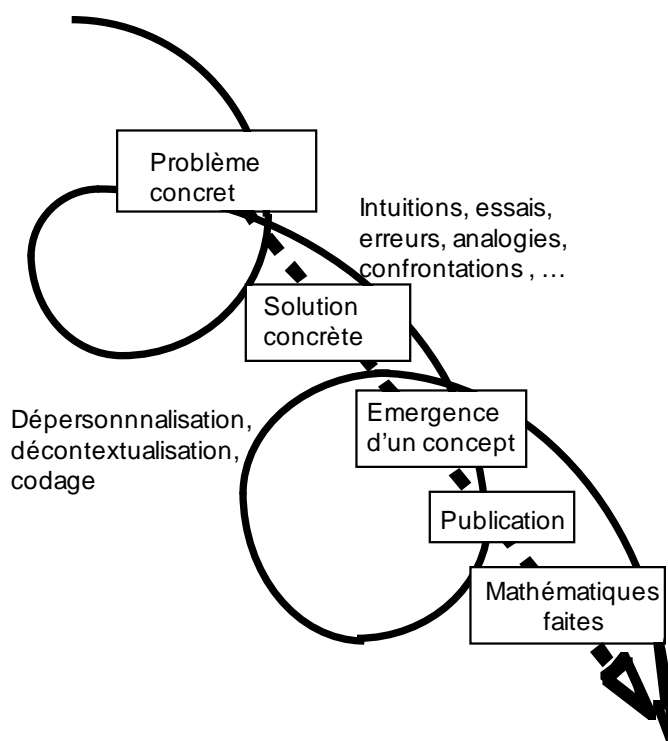 Problème
concret
Intuitions, essais,
erreurs, analogies,
confrontations , …
Solution
concrète
Dépersonnnalisation,
décontextualisation,
codage
Emergence
d'un concept
Publication
Mathématiques
faites